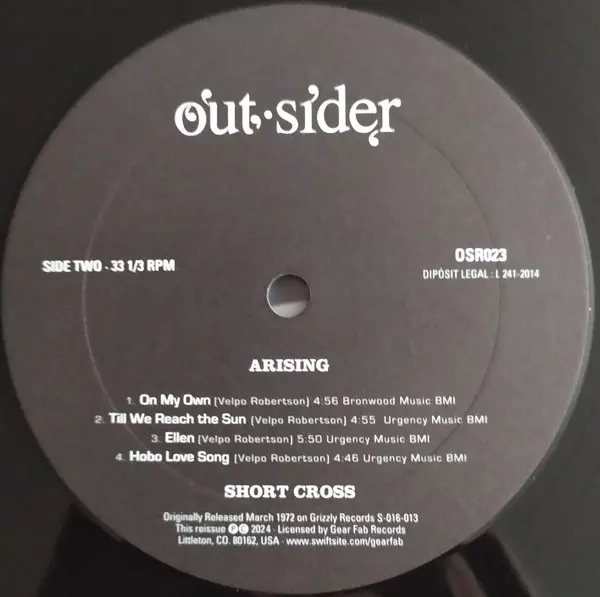 out·sider
SIDE TWO - 33 1/3 RPM
OSR023
DIPÒSIT LEGAL : L 241-2014
ARISING
1. On My Own (Velpo Robertson) 4:56 Bronwood Music BMI
2. Till We Reach the Sun (Velpo Robertson) 4:55 Urgency Music BMI
3. Ellen (Velpo Robertson) 5:50 Urgency Music BMI
4. Hobo Love Song (Velpo Robertson) 4:46 Urgency Music BMI
SHORT CROSS
Originally Released March 1972 on Grizzly Records S-016-013
This reissue ℗ © 2024 · Licensed by Gear Fab Records
Littleton, CO. 80162, USA · www.swiftsite.com/gearfab